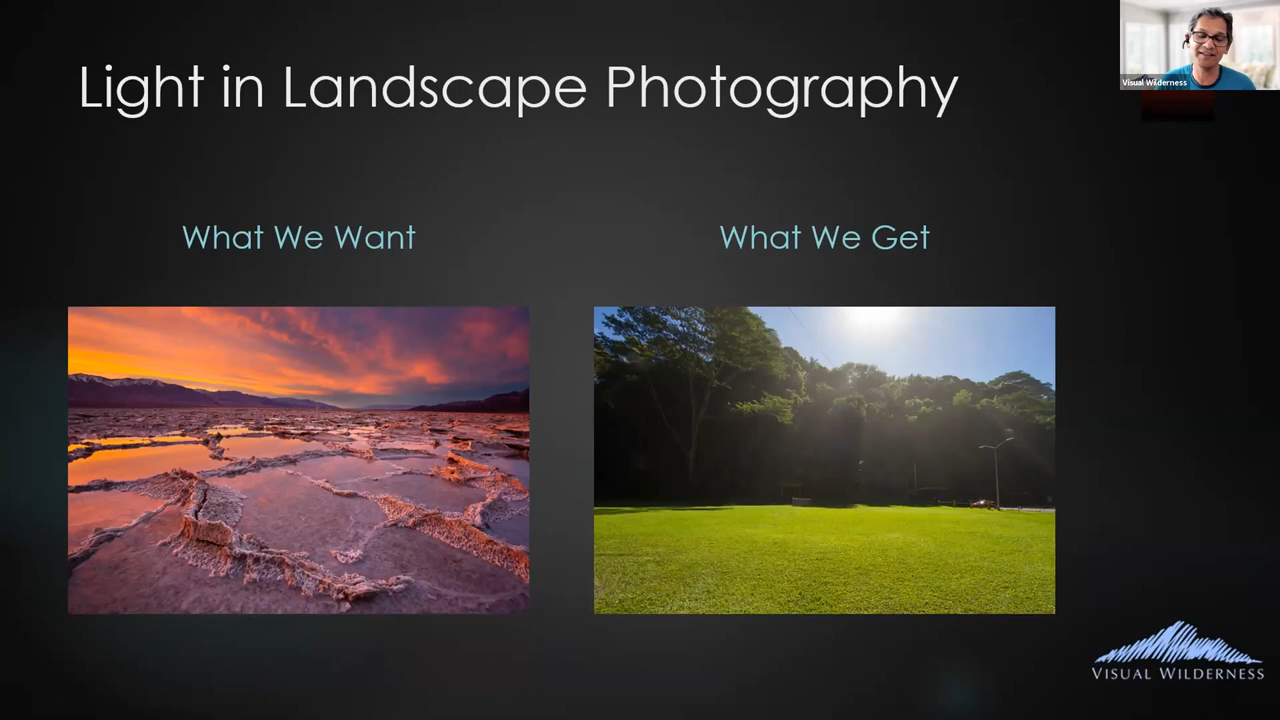 Light in Landscape Photography
Visual Wilderness
What We Want
What We Get
VISUAL WILDERNESS